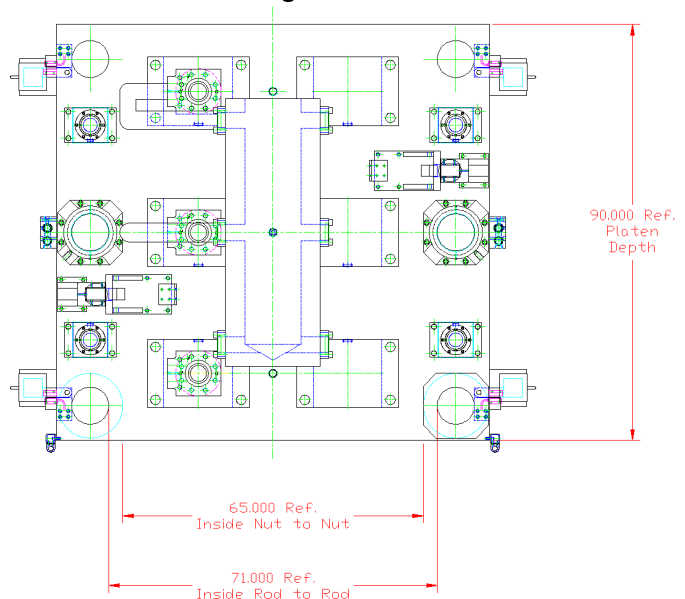 90.000 Ref.
Platen
Depth
65.000 Ref.
Inside Nut to Nut
71.000 Ref.
Inside Rod to Rod